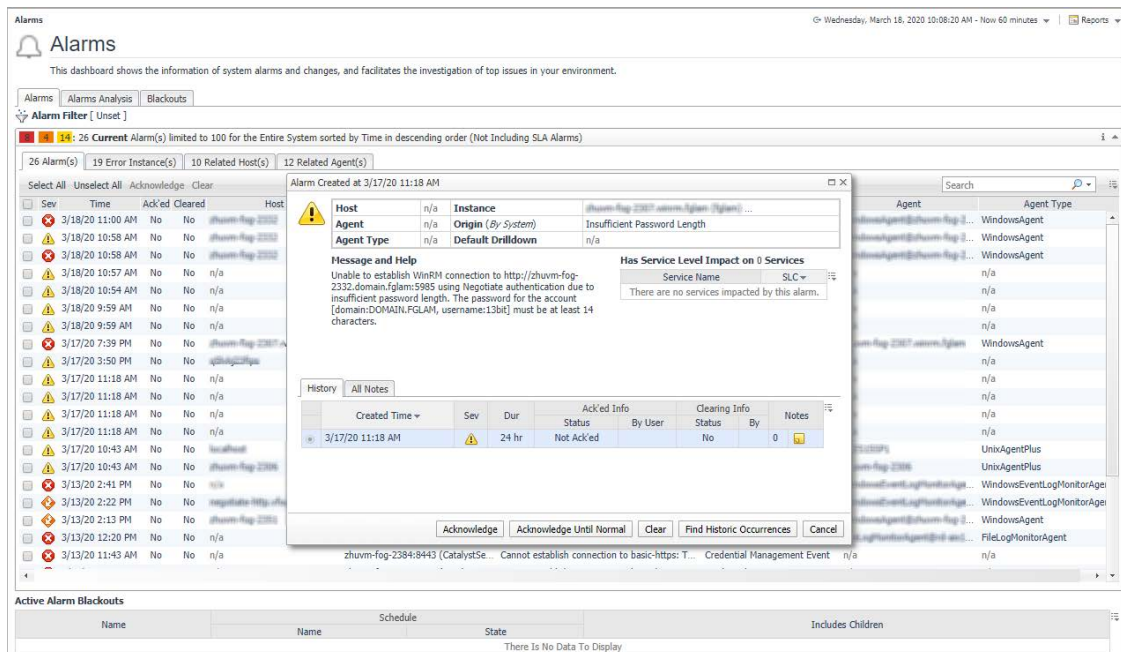 Alarms
Wednesday, March 18, 2020 10:08:20 AM - Now 60 minutes
Reports
Alarms
This dashboard shows the information of system alarms and changes, and facilitates the investigation of top issues in your environment.
Alarms Alarms Analysis Blackouts
Alarm Filter [ Unset ]
8 4 14 : 26 Current Alarm(s) limited to 100 for the Entire System sorted by Time in descending order (Not Including SLA Alarms)
26 Alarm(s) 19 Error Instance(s) 10 Related Host(s) 12 Related Agent(s)
Select All Unselect All Acknowledge Clear
Search
Sev Time Ack'ed Cleared Host Agent Agent Type
3/18/20 11:00 AM No No WindowsAgent
3/18/20 10:58 AM No No WindowsAgent
3/18/20 10:58 AM No No WindowsAgent
3/18/20 10:57 AM No No n/a n/a
3/18/20 10:54 AM No No n/a n/a
3/18/20 9:59 AM No No n/a n/a
3/18/20 9:59 AM No No n/a n/a
3/17/20 7:39 PM No No WindowsAgent
3/17/20 3:50 PM No No n/a
3/17/20 11:18 AM No No n/a n/a
3/17/20 11:18 AM No No n/a n/a
3/17/20 11:18 AM No No n/a n/a
3/17/20 11:18 AM No No n/a n/a
3/17/20 10:43 AM No No UnixAgentPlus
3/17/20 10:43 AM No No UnixAgentPlus
3/13/20 2:41 PM No No WindowsEventLogMonitorAgen
3/13/20 2:22 PM No No WindowsEventLogMonitorAgen
3/13/20 2:13 PM No No WindowsAgent
3/13/20 12:20 PM No No n/a FileLogMonitorAgent
3/13/20 11:43 AM No No n/a zhuvm-fog-2384:8443 (CatalystSe... Cannot establish connection to basic-https: T... Credential Management Event n/a n/a
Alarm Created at 3/17/20 11:18 AM
Host n/a Instance
Agent n/a Origin (By System) Insufficient Password Length
Agent Type n/a Default Drilldown n/a
Message and Help
Unable to establish WinRM connection to http://zhuvm-fog-
2332.domain.fglam:5985 using Negotiate authentication due to
insufficient password length. The password for the account
[domain:DOMAIN.FGLAM, username:13bit] must be at least 14
characters.
Has Service Level Impact on 0 Services
Service Name SLC
There are no services impacted by this alarm.
History All Notes
Created Time Sev Dur Ack'ed Info Clearing Info Notes
Status By User Status By
3/17/20 11:18 AM 24 hr Not Ack'ed No 0
Acknowledge Acknowledge Until Normal Clear Find Historic Occurrences Cancel
Active Alarm Blackouts
Name Schedule Includes Children
Name State
There Is No Data To Display